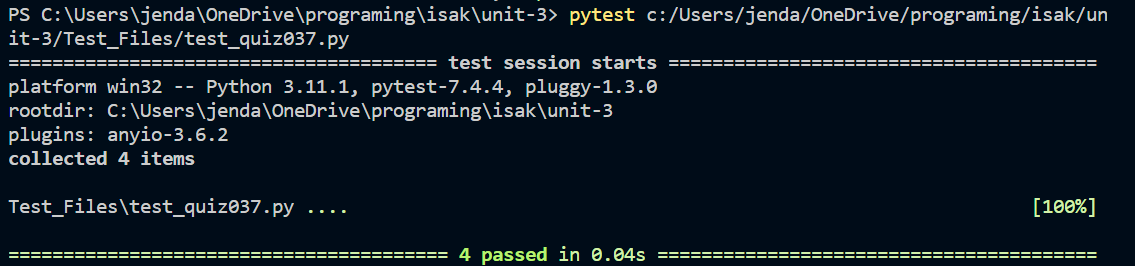 PS C:\Users\jenda\OneDrive\programing\isak\unit-3> pytest c:/Users/jenda/OneDrive/programing/isak/un
it-3/Test_Files/test_quiz037.py
======================================= test session starts =======================================
platform win32 -- Python 3.11.1, pytest-7.4.4, pluggy-1.3.0
rootdir: C:\Users\jenda\OneDrive\programing\isak\unit-3
plugins: anyio-3.6.2
collected 4 items
Test_Files\test_quiz037.py .... [100%]
======================================== 4 passed in 0.04s ========================================